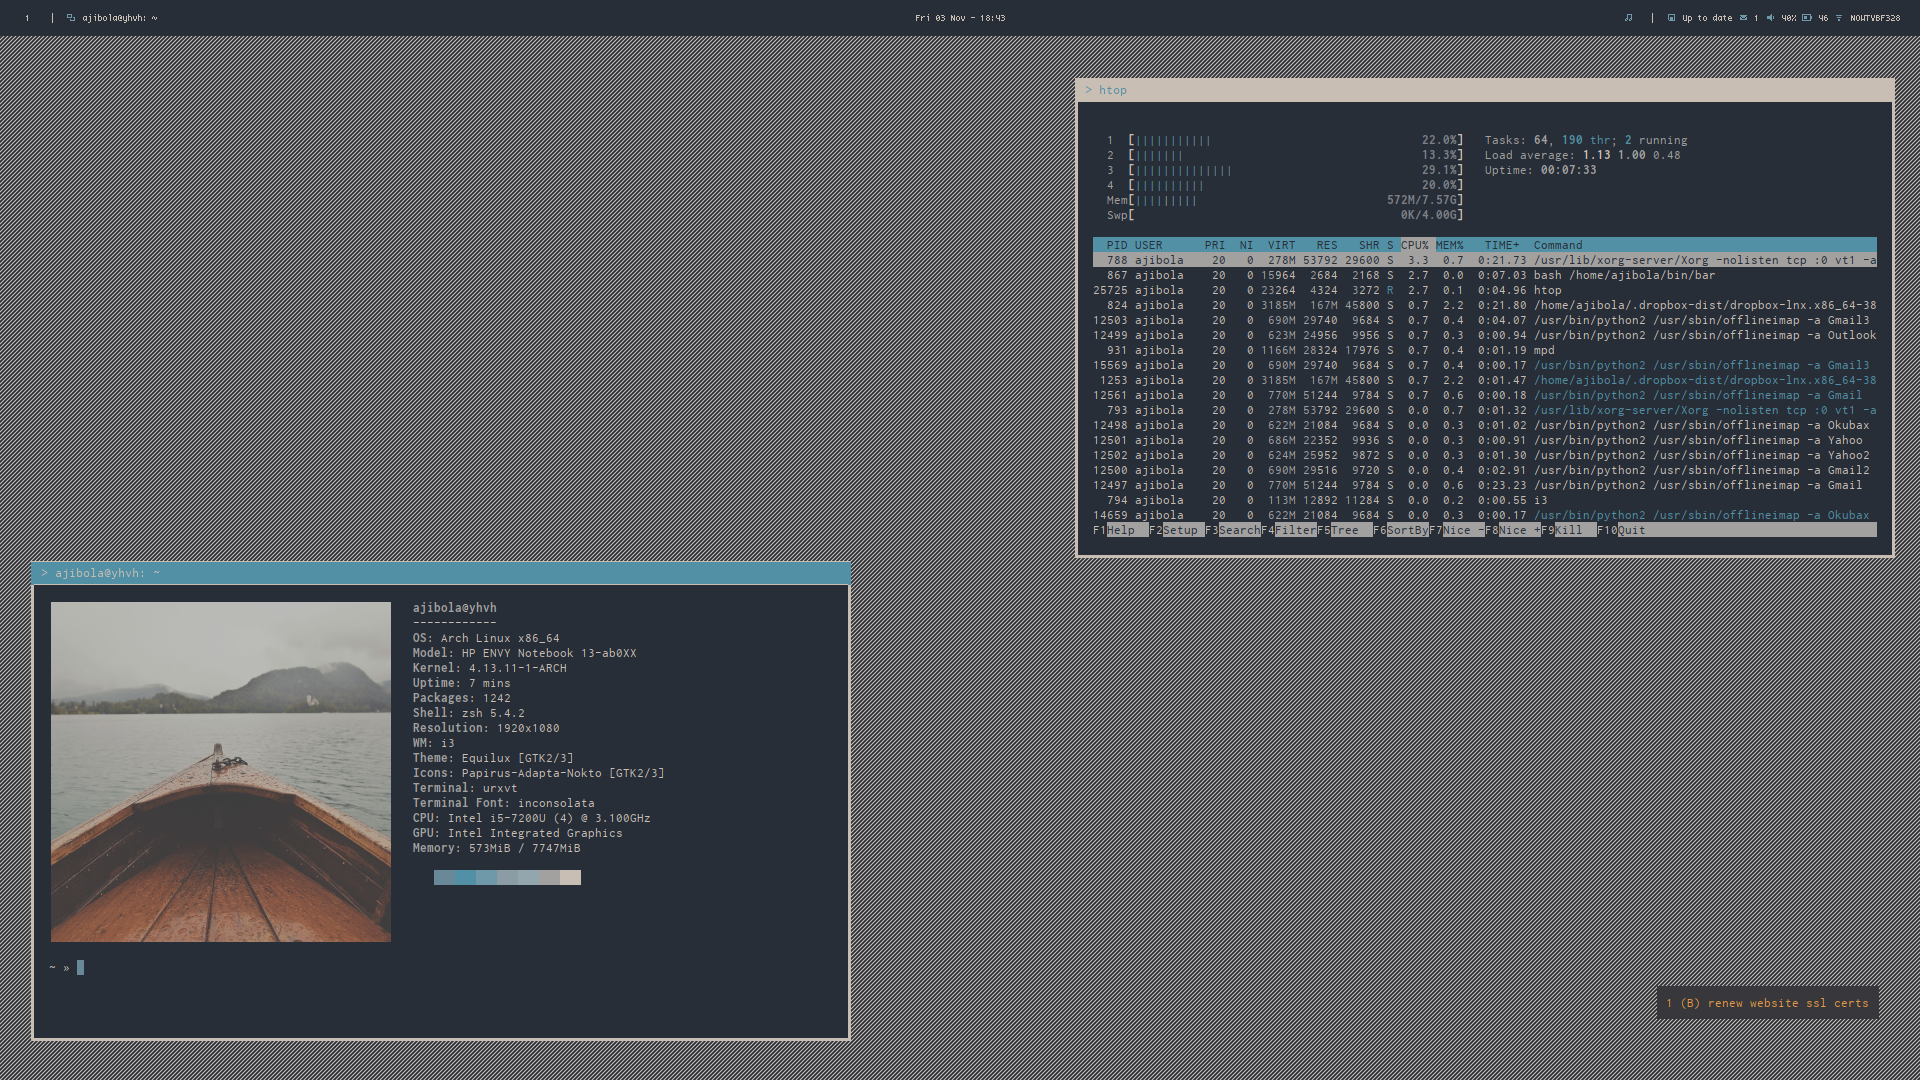 1 | ajibola@yhvh: ~ Fri 03 Nov - 18:43 | Up to date 1 40% 46 NOWTVBF328
> htop
1 [||||||||||| 22.0%] Tasks: 64, 190 thr; 2 running
2 [||||||| 13.3%] Load average: 1.13 1.00 0.48
3 [|||||||||||||| 29.1%] Uptime: 00:07:33
4 [|||||||||| 20.0%]
Mem[||||||||| 572M/7.57G]
Swp[ 0K/4.00G]
PID USER PRI NI VIRT RES SHR S CPU% MEM% TIME+ Command
788 ajibola 20 0 278M 53792 29600 S 3.3 0.7 0:21.73 /usr/lib/xorg-server/Xorg -nolisten tcp :0 vt1 -a
867 ajibola 20 0 15964 2684 2168 S 2.7 0.0 0:07.03 bash /home/ajibola/bin/bar
25725 ajibola 20 0 23264 4324 3272 R 2.7 0.1 0:04.96 htop
824 ajibola 20 0 3185M 167M 45800 S 0.7 2.2 0:21.80 /home/ajibola/.dropbox-dist/dropbox-lnx.x86_64-38
12503 ajibola 20 0 690M 29740 9684 S 0.7 0.4 0:04.07 /usr/bin/python2 /usr/sbin/offlineimap -a Gmail3
12499 ajibola 20 0 623M 24956 9956 S 0.7 0.3 0:00.94 /usr/bin/python2 /usr/sbin/offlineimap -a Outlook
931 ajibola 20 0 1166M 28324 17976 S 0.7 0.4 0:01.19 mpd
15569 ajibola 20 0 690M 29740 9684 S 0.7 0.4 0:00.17 /usr/bin/python2 /usr/sbin/offlineimap -a Gmail3
1253 ajibola 20 0 3185M 167M 45800 S 0.7 2.2 0:01.47 /home/ajibola/.dropbox-dist/dropbox-lnx.x86_64-38
12561 ajibola 20 0 770M 51244 9784 S 0.7 0.6 0:00.18 /usr/bin/python2 /usr/sbin/offlineimap -a Gmail
793 ajibola 20 0 278M 53792 29600 S 0.0 0.7 0:01.32 /usr/lib/xorg-server/Xorg -nolisten tcp :0 vt1 -a
12498 ajibola 20 0 622M 21084 9684 S 0.0 0.3 0:01.02 /usr/bin/python2 /usr/sbin/offlineimap -a Okubax
12501 ajibola 20 0 686M 22352 9936 S 0.0 0.3 0:00.91 /usr/bin/python2 /usr/sbin/offlineimap -a Yahoo
12502 ajibola 20 0 624M 25952 9872 S 0.0 0.3 0:01.30 /usr/bin/python2 /usr/sbin/offlineimap -a Yahoo2
12500 ajibola 20 0 690M 29516 9720 S 0.0 0.4 0:02.91 /usr/bin/python2 /usr/sbin/offlineimap -a Gmail2
12497 ajibola 20 0 770M 51244 9784 S 0.0 0.6 0:23.23 /usr/bin/python2 /usr/sbin/offlineimap -a Gmail
794 ajibola 20 0 113M 12892 11284 S 0.0 0.2 0:00.55 i3
14659 ajibola 20 0 622M 21084 9684 S 0.0 0.3 0:00.17 /usr/bin/python2 /usr/sbin/offlineimap -a Okubax
F1Help F2Setup F3SearchF4FilterF5Tree F6SortByF7Nice -F8Nice +F9Kill F10Quit
> ajibola@yhvh: ~
ajibola@yhvh
------------
OS: Arch Linux x86_64
Model: HP ENVY Notebook 13-ab0XX
Kernel: 4.13.11-1-ARCH
Uptime: 7 mins
Packages: 1242
Shell: zsh 5.4.2
Resolution: 1920x1080
WM: i3
Theme: Equilux [GTK2/3]
Icons: Papirus-Adapta-Nokto [GTK2/3]
Terminal: urxvt
Terminal Font: inconsolata
CPU: Intel i5-7200U (4) @ 3.100GHz
GPU: Intel Integrated Graphics
Memory: 573MiB / 7747MiB
~ »
1 (B) renew website ssl certs